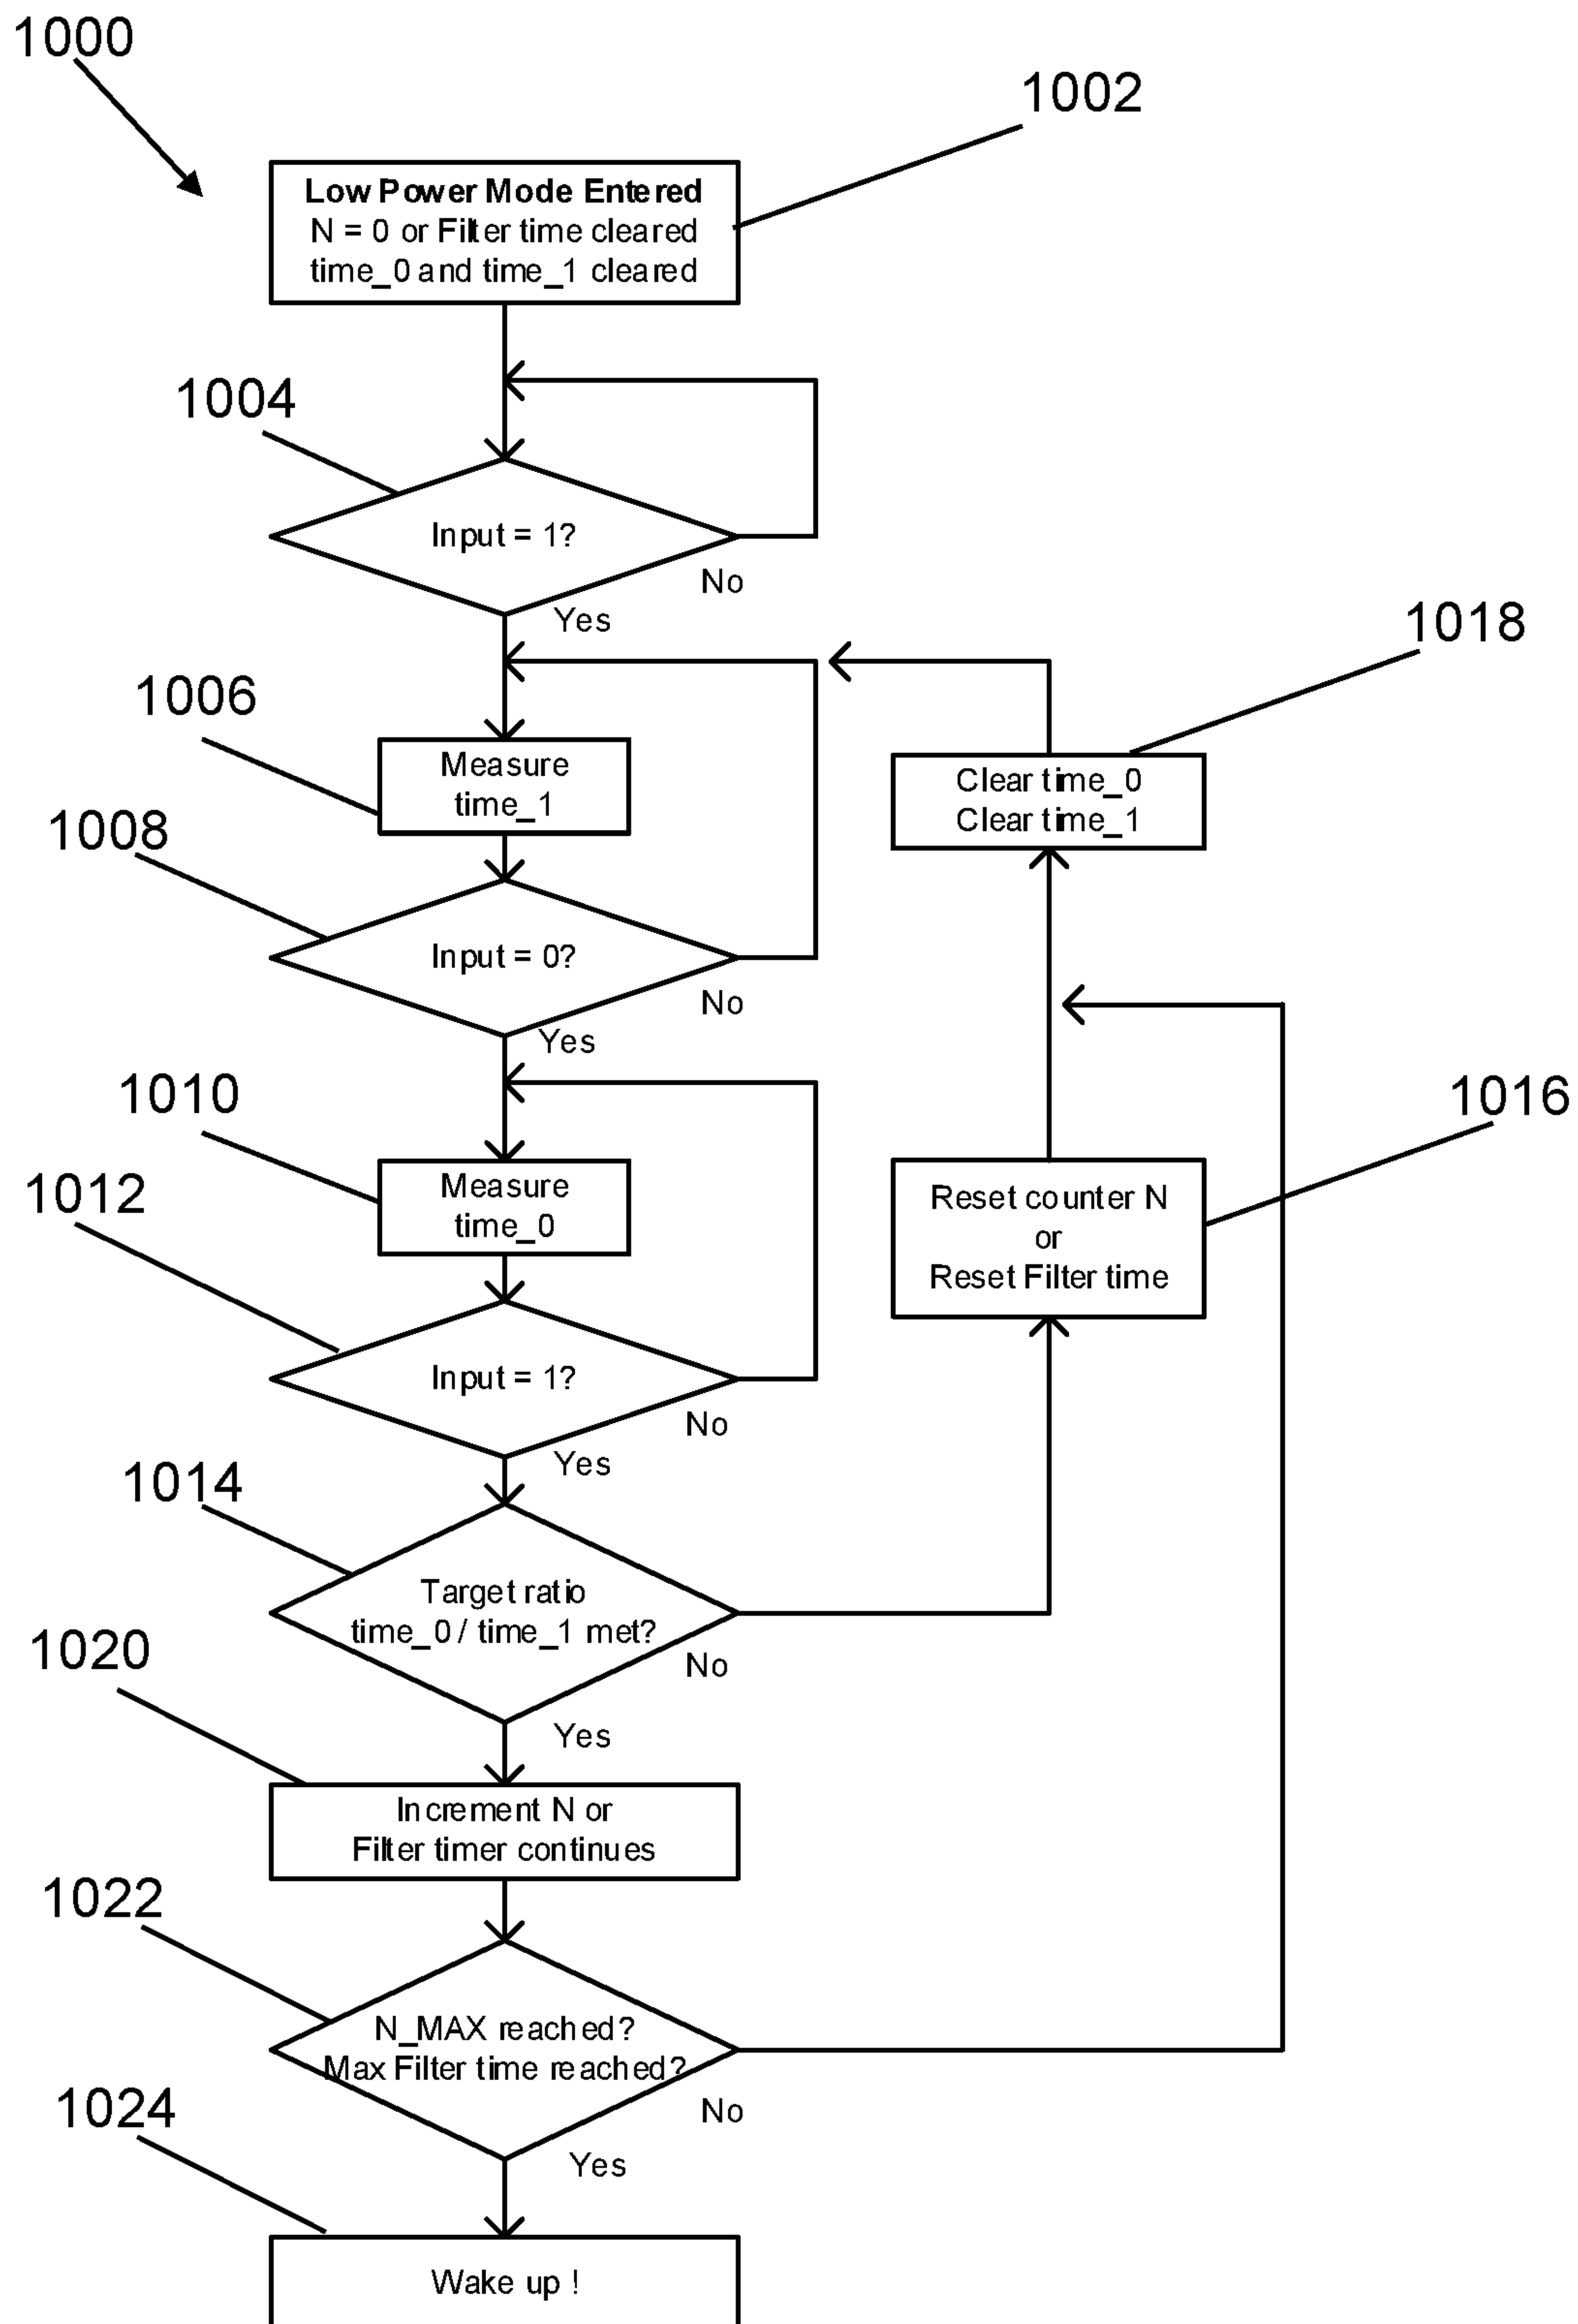 1000
1002
Low Power Mode Entered
N = 0 or Filter time cleared
time_0 and time_1 cleared
1004
Input = 1?
No
Yes
1018
1006
Measure
time_1
Clear time_0
Clear time_1
1008
Input = 0?
No
Yes
1010
1016
Measure
time_0
Reset counter N
or
Reset Filter time
1012
Input = 1?
No
Yes
1014
Target ratio
time_0 / time_1 met?
No
1020
Yes
Increment N or
Filter timer continues
1022
N_MAX reached?
Max Filter time reached?
No
1024
Yes
Wake up !